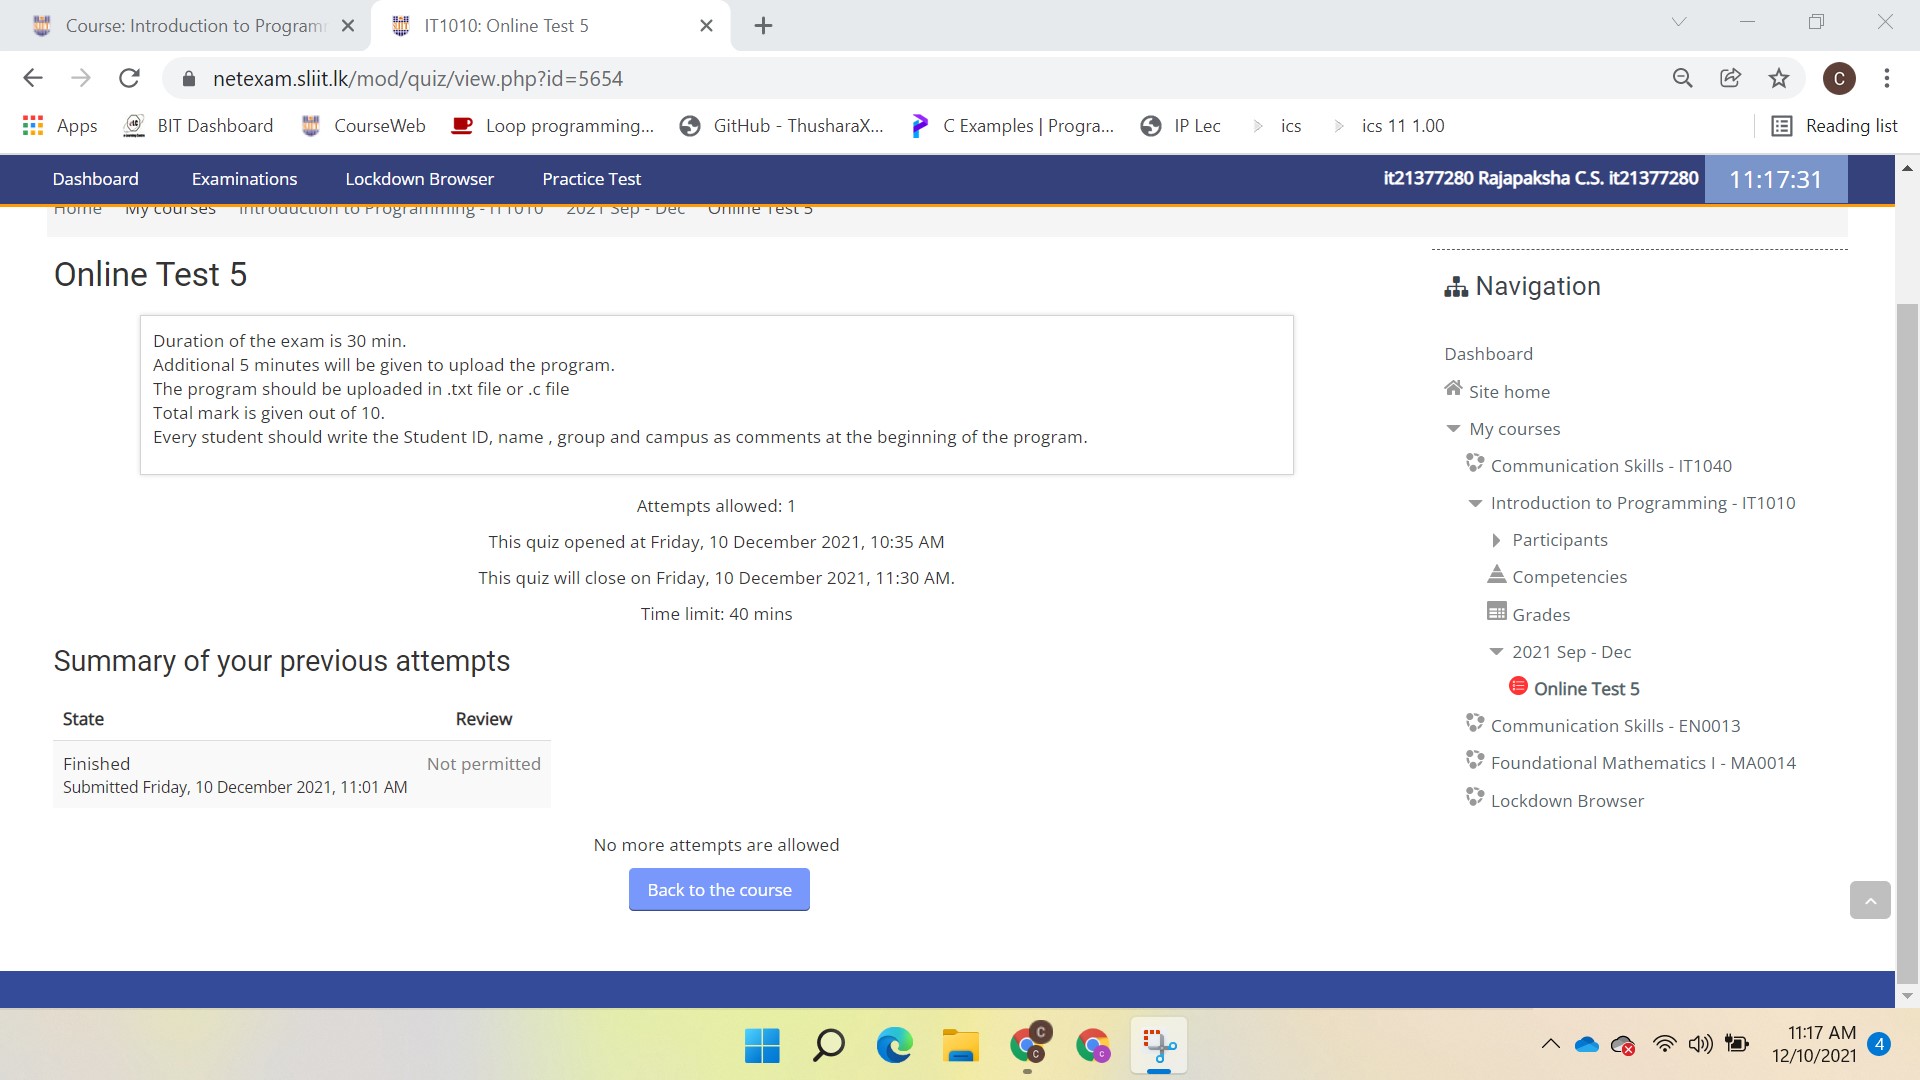 Course: Introduction to Program
IT1010: Online Test 5
netexam.sliit.lk/mod/quiz/view.php?id=5654
C
Apps
BIT Dashboard
CourseWeb
Loop programming...
GitHub - ThusharaX...
C Examples | Progra...
IP Lec
ics
ics 11 1.00
Reading list
Dashboard
Examinations
Lockdown Browser
Practice Test
it21377280 Rajapaksha C.S. it21377280
11:17:31
Home
My courses
Introduction to Programming - IT1010
2021 Sep - Dec
Online Test 5
Online Test 5
Duration of the exam is 30 min.
Additional 5 minutes will be given to upload the program.
The program should be uploaded in .txt file or .c file
Total mark is given out of 10.
Every student should write the Student ID, name , group and campus as comments at the beginning of the program.
Attempts allowed: 1
This quiz opened at Friday, 10 December 2021, 10:35 AM
This quiz will close on Friday, 10 December 2021, 11:30 AM.
Time limit: 40 mins
Summary of your previous attempts
State
Review
Finished
Not permitted
Submitted Friday, 10 December 2021, 11:01 AM
No more attempts are allowed
Back to the course
Navigation
Dashboard
Site home
My courses
Communication Skills - IT1040
Introduction to Programming - IT1010
Participants
Competencies
Grades
2021 Sep - Dec
Online Test 5
Communication Skills - EN0013
Foundational Mathematics I - MA0014
Lockdown Browser
C
C
C
11:17 AM
12/10/2021
4